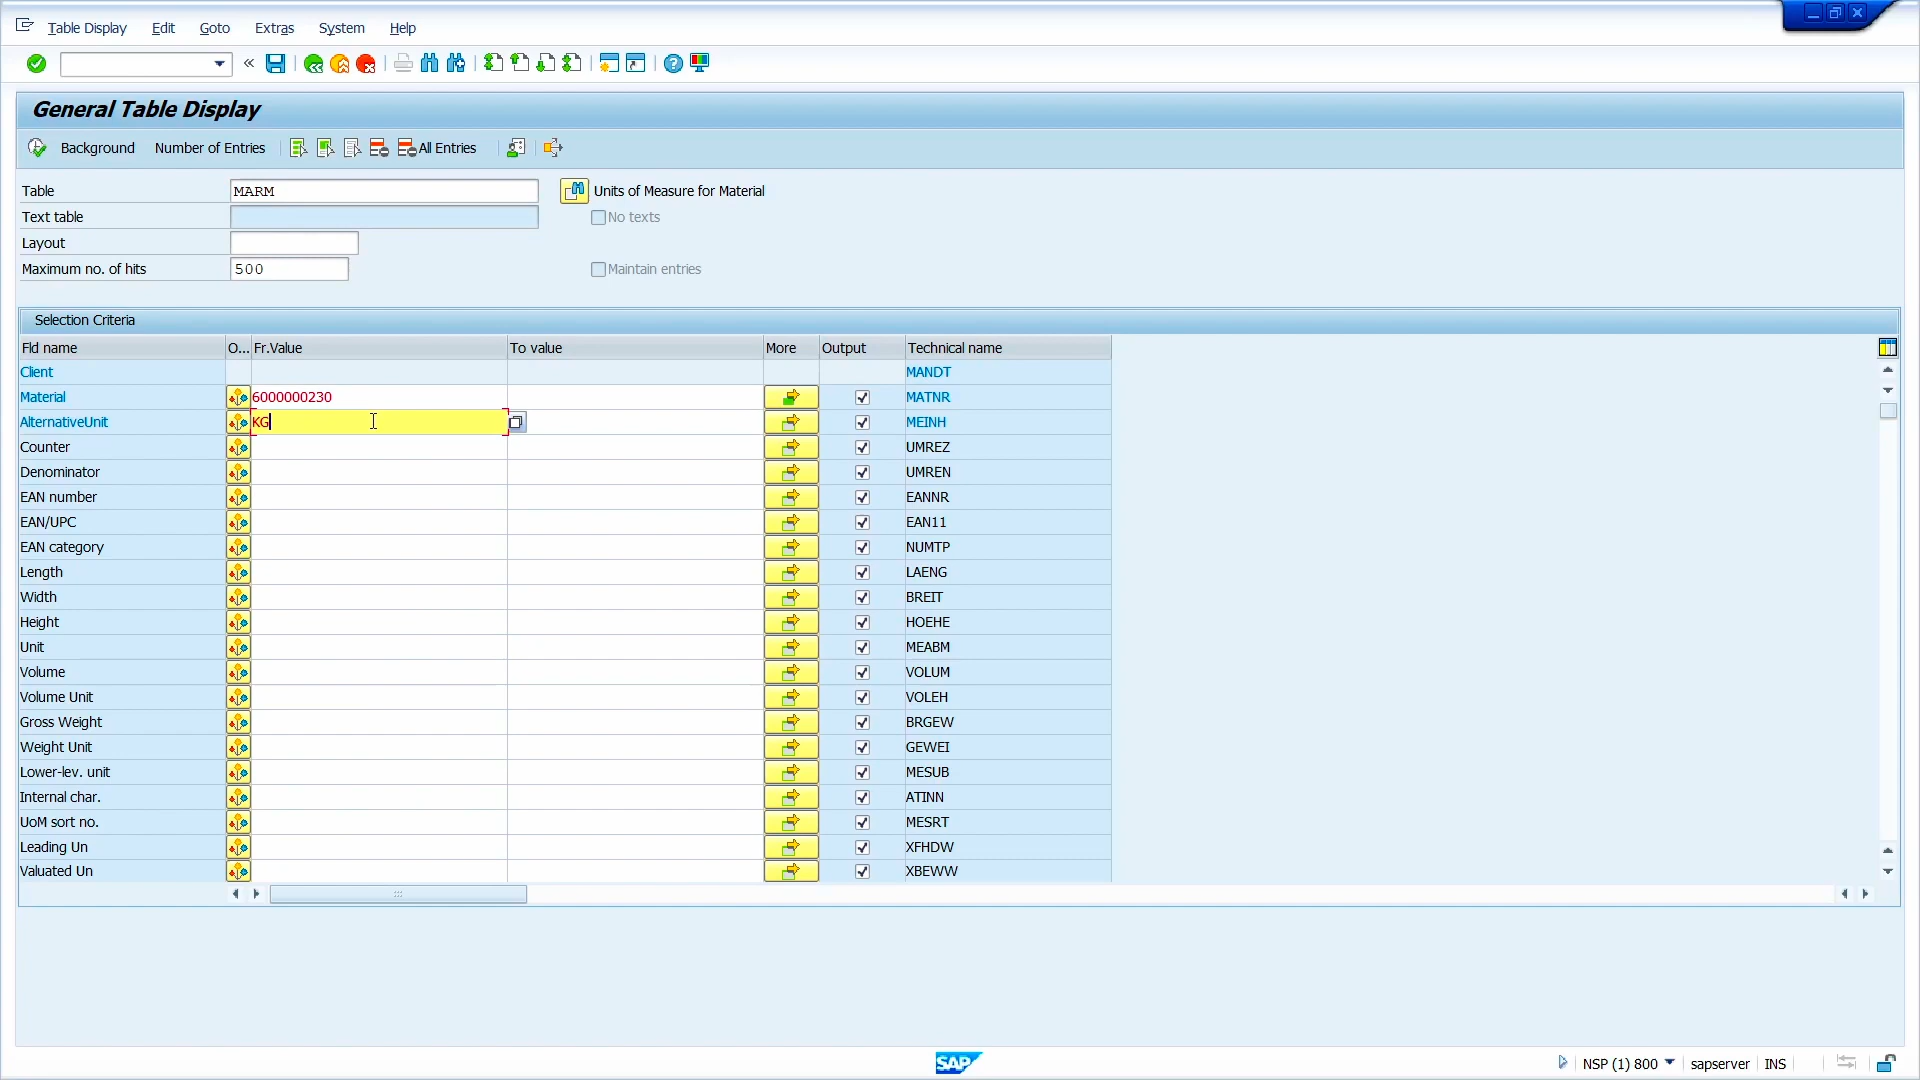 Table Display Edit Goto Extras System Help
General Table Display
Background Number of Entries All Entries
Table MARM Units of Measure for Material
Text table No texts
Layout
Maximum no. of hits 500 Maintain entries
Selection Criteria
Fld name O... Fr.Value To value More Output Technical name
Client MANDT
Material 6000000230 MATNR
AlternativeUnit KG MEINH
Counter UMREZ
Denominator UMREN
EAN number EANNR
EAN/UPC EAN11
EAN category NUMTP
Length LAENG
Width BREIT
Height HOEHE
Unit MEABM
Volume VOLUM
Volume Unit VOLEH
Gross Weight BRGEW
Weight Unit GEWEI
Lower-lev. unit MESUB
Internal char. ATINN
UoM sort no. MESRT
Leading Un XFHDW
Valuated Un XBEWW
SAP NSP (1) 800 sapserver INS